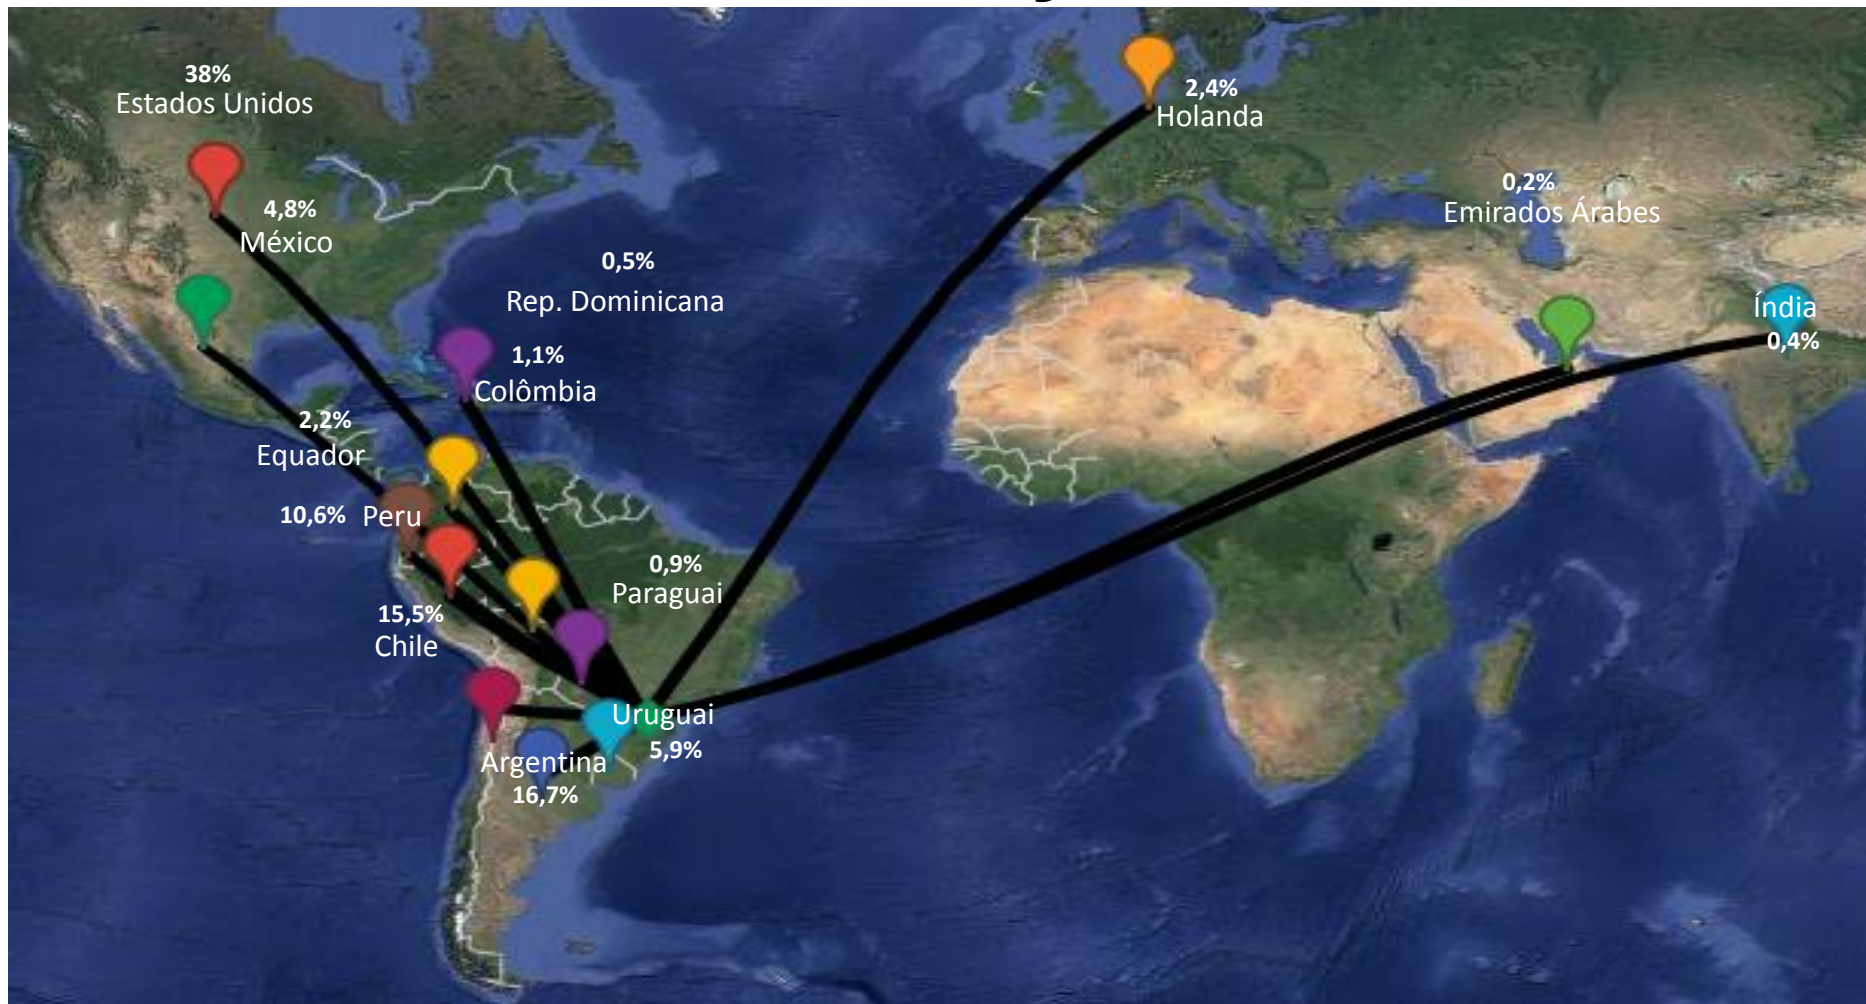 38%
Estados Unidos
4,8%
México
0,5%
Rep. Dominicana
1,1%
Colômbia
2,2%
Equador
10,6% Peru
0,9%
Paraguai
15,5%
Chile
Uruguai
5,9%
Argentina
16,7%
2,4%
Holanda
0,2%
Emirados Árabes
Índia
0,4%